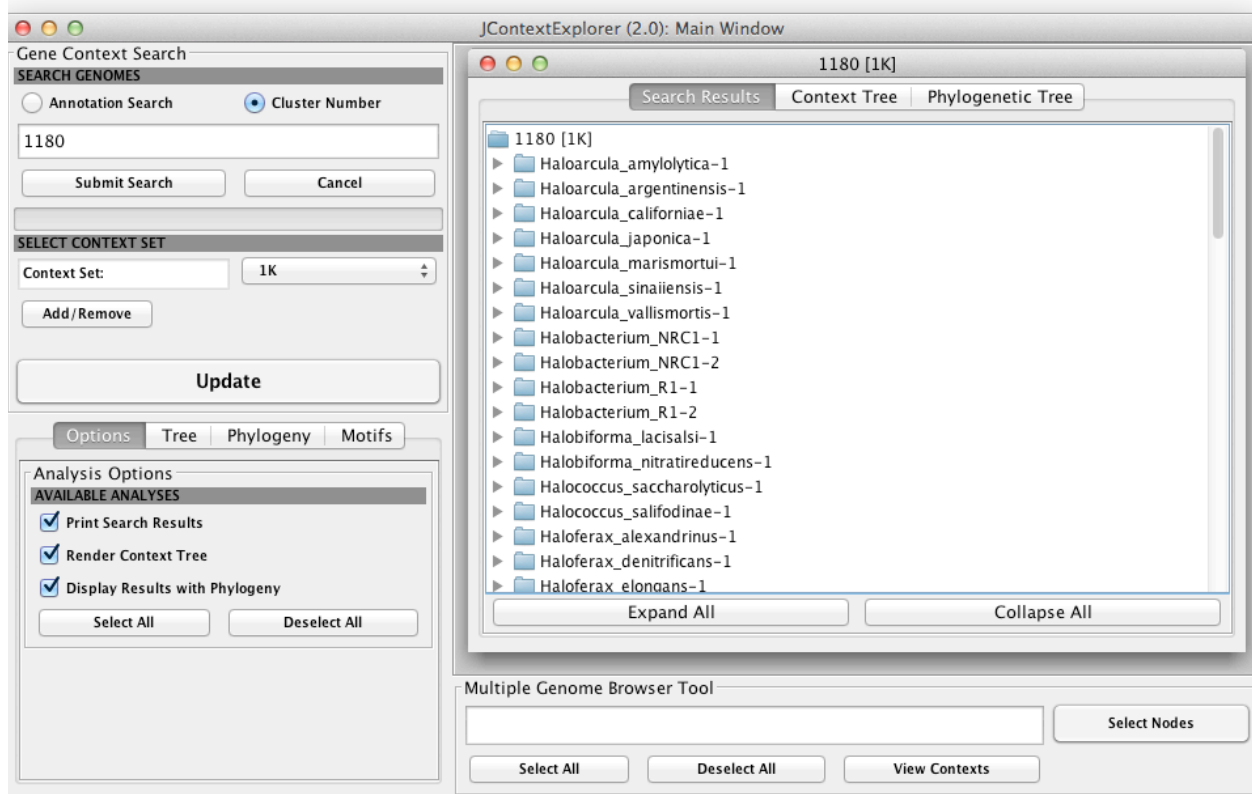 JContextExplorer (2.0): Main Window
Gene Context Search
SEARCH GENOMES
Annotation Search
Cluster Number
1180
Submit Search
Cancel
SELECT CONTEXT SET
Context Set:
1K
Add/Remove
Update
Options
Tree
Phylogeny
Motifs
Analysis Options
AVAILABLE ANALYSES
Print Search Results
Render Context Tree
Display Results with Phylogeny
Select All
Deselect All
1180 [1K]
Search Results
Context Tree
Phylogenetic Tree
1180 [1K]
Haloarcula_amylolytica-1
Haloarcula_argentinensis-1
Haloarcula_californiae-1
Haloarcula_japonica-1
Haloarcula_marismortui-1
Haloarcula_sinaiiensis-1
Haloarcula_vallismortis-1
Halobacterium_NRC1-1
Halobacterium_NRC1-2
Halobacterium_R1-1
Halobacterium_R1-2
Halobiforma_lacisalsi-1
Halobiforma_nitratireducens-1
Halococcus_saccharolyticus-1
Halococcus_salifodinae-1
Haloferax_alexandrinus-1
Haloferax_denitrificans-1
Haloferax_elongans-1
Expand All
Collapse All
Multiple Genome Browser Tool
Select Nodes
Select All
Deselect All
View Contexts